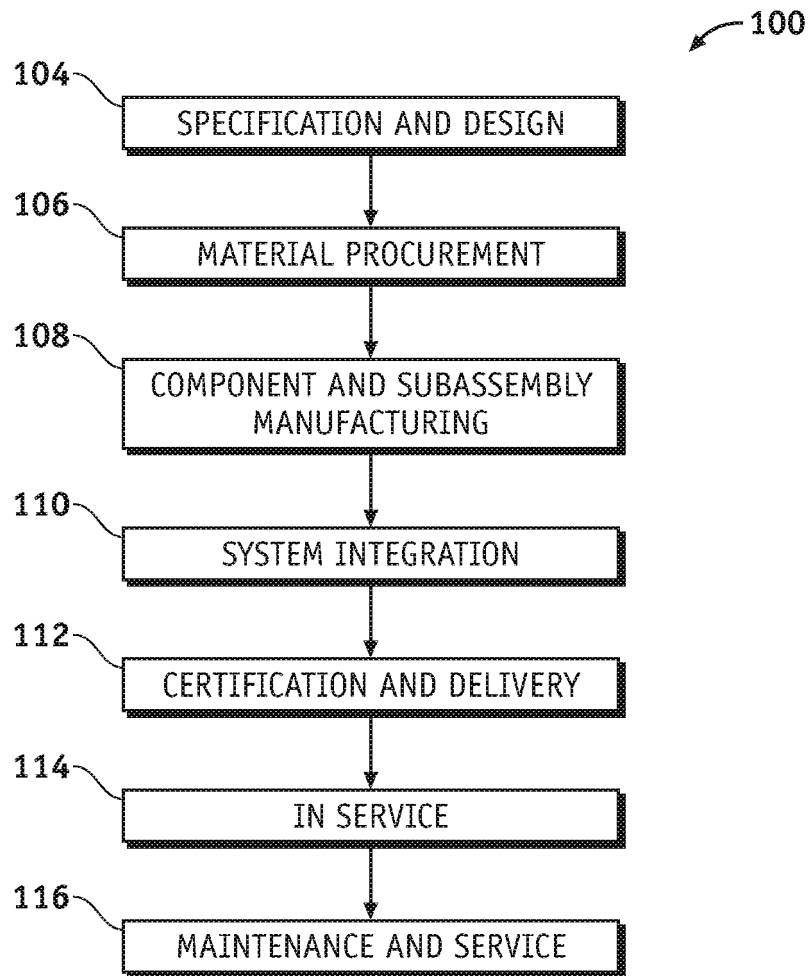 100
104
SPECIFICATION AND DESIGN
106
MATERIAL PROCUREMENT
108
COMPONENT AND SUBASSEMBLY
MANUFACTURING
110
SYSTEM INTEGRATION
112
CERTIFICATION AND DELIVERY
114
IN SERVICE
116
MAINTENANCE AND SERVICE